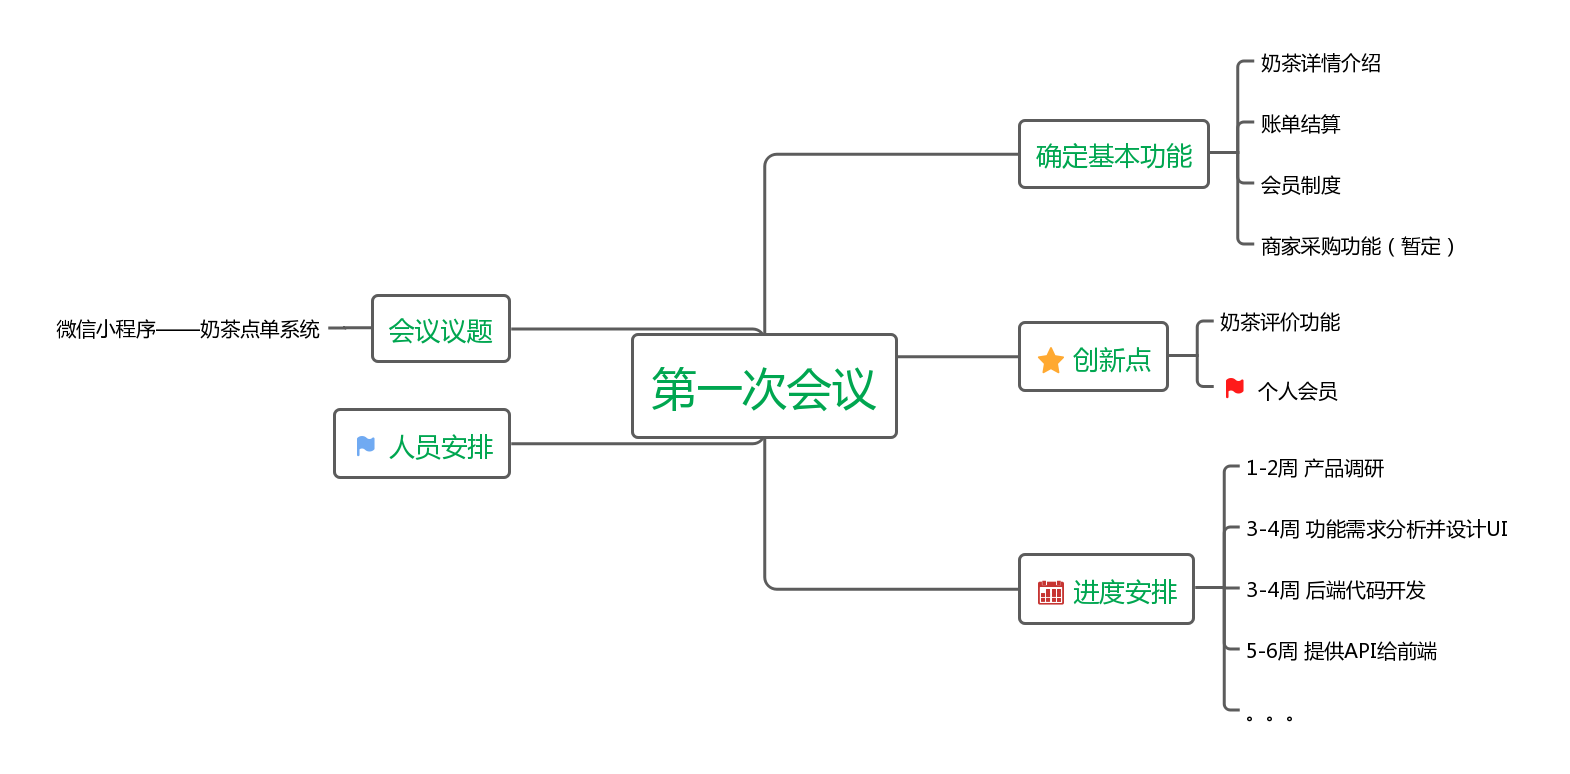 第一次会议
确定基本功能
奶茶详情介绍
账单结算
会员制度
商家采购功能（暂定）
创新点
奶茶评价功能
个人会员
进度安排
1-2周 产品调研
3-4周 功能需求分析并设计UI
3-4周 后端代码开发
5-6周 提供API给前端
。。。
会议议题
微信小程序——奶茶点单系统
人员安排